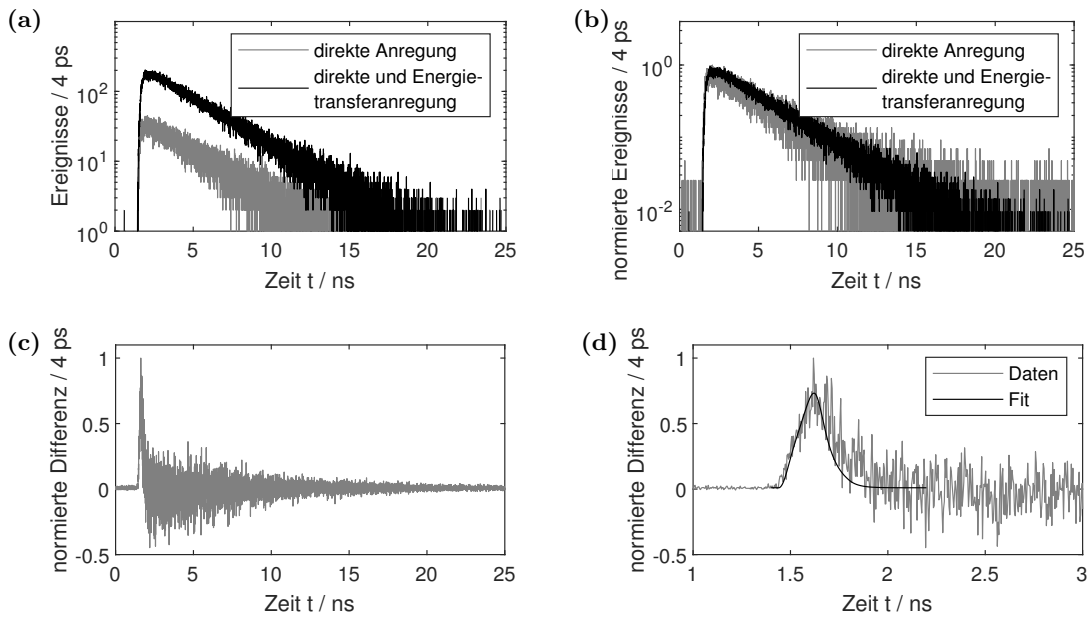 (a)
Ereignisse / 4 ps
10^2
10^1
10^0
direkte Anregung
direkte und Energie-
transferanregung
0 5 10 15 20 25
Zeit t / ns
(b)
normierte Ereignisse / 4 ps
10^0
10^-2
direkte Anregung
direkte und Energie-
transferanregung
0 5 10 15 20 25
Zeit t / ns
(c)
normierte Differenz / 4 ps
1
0.5
0
-0.5
0 5 10 15 20 25
Zeit t / ns
(d)
normierte Differenz / 4 ps
1
0.5
0
-0.5
Daten
Fit
1 1.5 2 2.5 3
Zeit t / ns